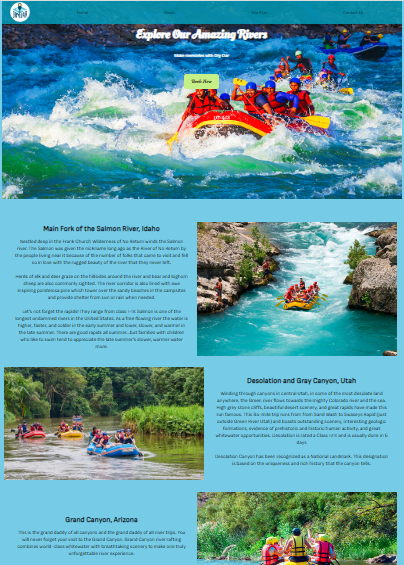 Home
Explore Our Amazing Rivers
Make memories with Dry Oar
Book Now
Main Fork of the Salmon River, Idaho
Nestled deep in the Frank Church Wilderness of No Return winds the Salmon
river. The Salmon was given the nickname long ago as the River of No Return by
the people living near it because of the number of folks that came to visit and fell
so in love with the rugged beauty of the river that they never left.
Herds of elk and deer graze on the hillsides around the river and bear and bighorn
sheep are also commonly sighted. The river corridor is also lined with awe
inspiring ponderosa pine which tower over the sandy beaches in the campsites
and provide shelter from sun or rain when needed.
Let's not forget the rapids! They range from class I - IV. Salmon is one of the
longest undammed rivers in the United States. As a free-flowing river the water is
higher, faster, and colder in the early summer and lower, slower, and warmer in
the late summer. There are good rapids all summer, but families with children
who like to swim tend to appreciate the late summer's slower, warmer water
more.
Desolation and Gray Canyon, Utah
Winding through canyons in central Utah, in some of the most desolate land
anywhere, the Green river flows towards the mighty Colorado river and the sea.
High grey stone cliffs, beautiful desert scenery, and great rapids have made this
run famous. This 84-mile trip runs from Sand Wash to Swaseys Rapid (just
outside Green River Utah) and boasts outstanding scenery, interesting geologic
formations, evidence of prehistoric and historic human activity, and great
whitewater opportunities. Desolation is rated a Class II-III and is usually done in 6
days
Desolation Canyon has been recognized as a National Landmark. This designation
is based on the uniqueness and rich history that the canyon tells.
Grand Canyon, Arizona
This is the grand daddy of all canyons and the grand daddy of all river trips. You
will never forget your visit to the Grand Canyon. Grand Canyon river rafting
combines world-class whitewater with breathtaking scenery to make one truly
unforgettable river experience.